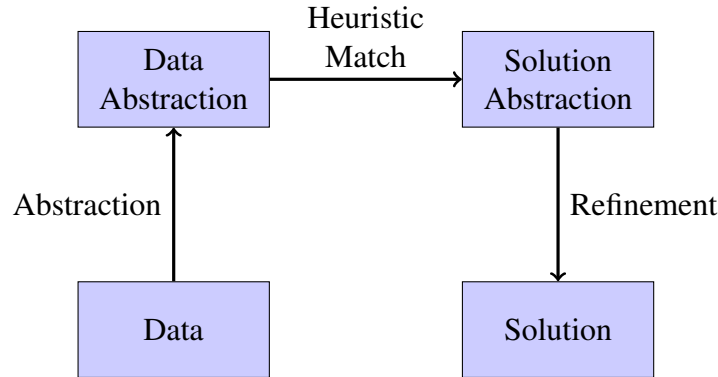 Heuristic
Match
Data
Abstraction
Solution
Abstraction
Abstraction
Refinement
Data
Solution